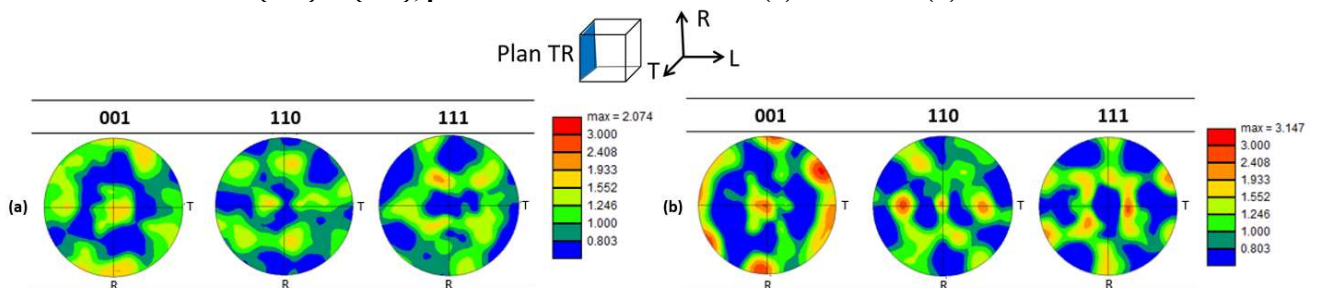 R
Plan TR
T
L
001 110 111
max = 2.074
3.000
2.408
1.933
1.552
1.246
1.000
0.803
(a)
T T T
R R R
001 110 111
max = 3.147
3.000
2.408
1.933
1.552
1.246
1.000
0.803
(b)
T T T
R R R